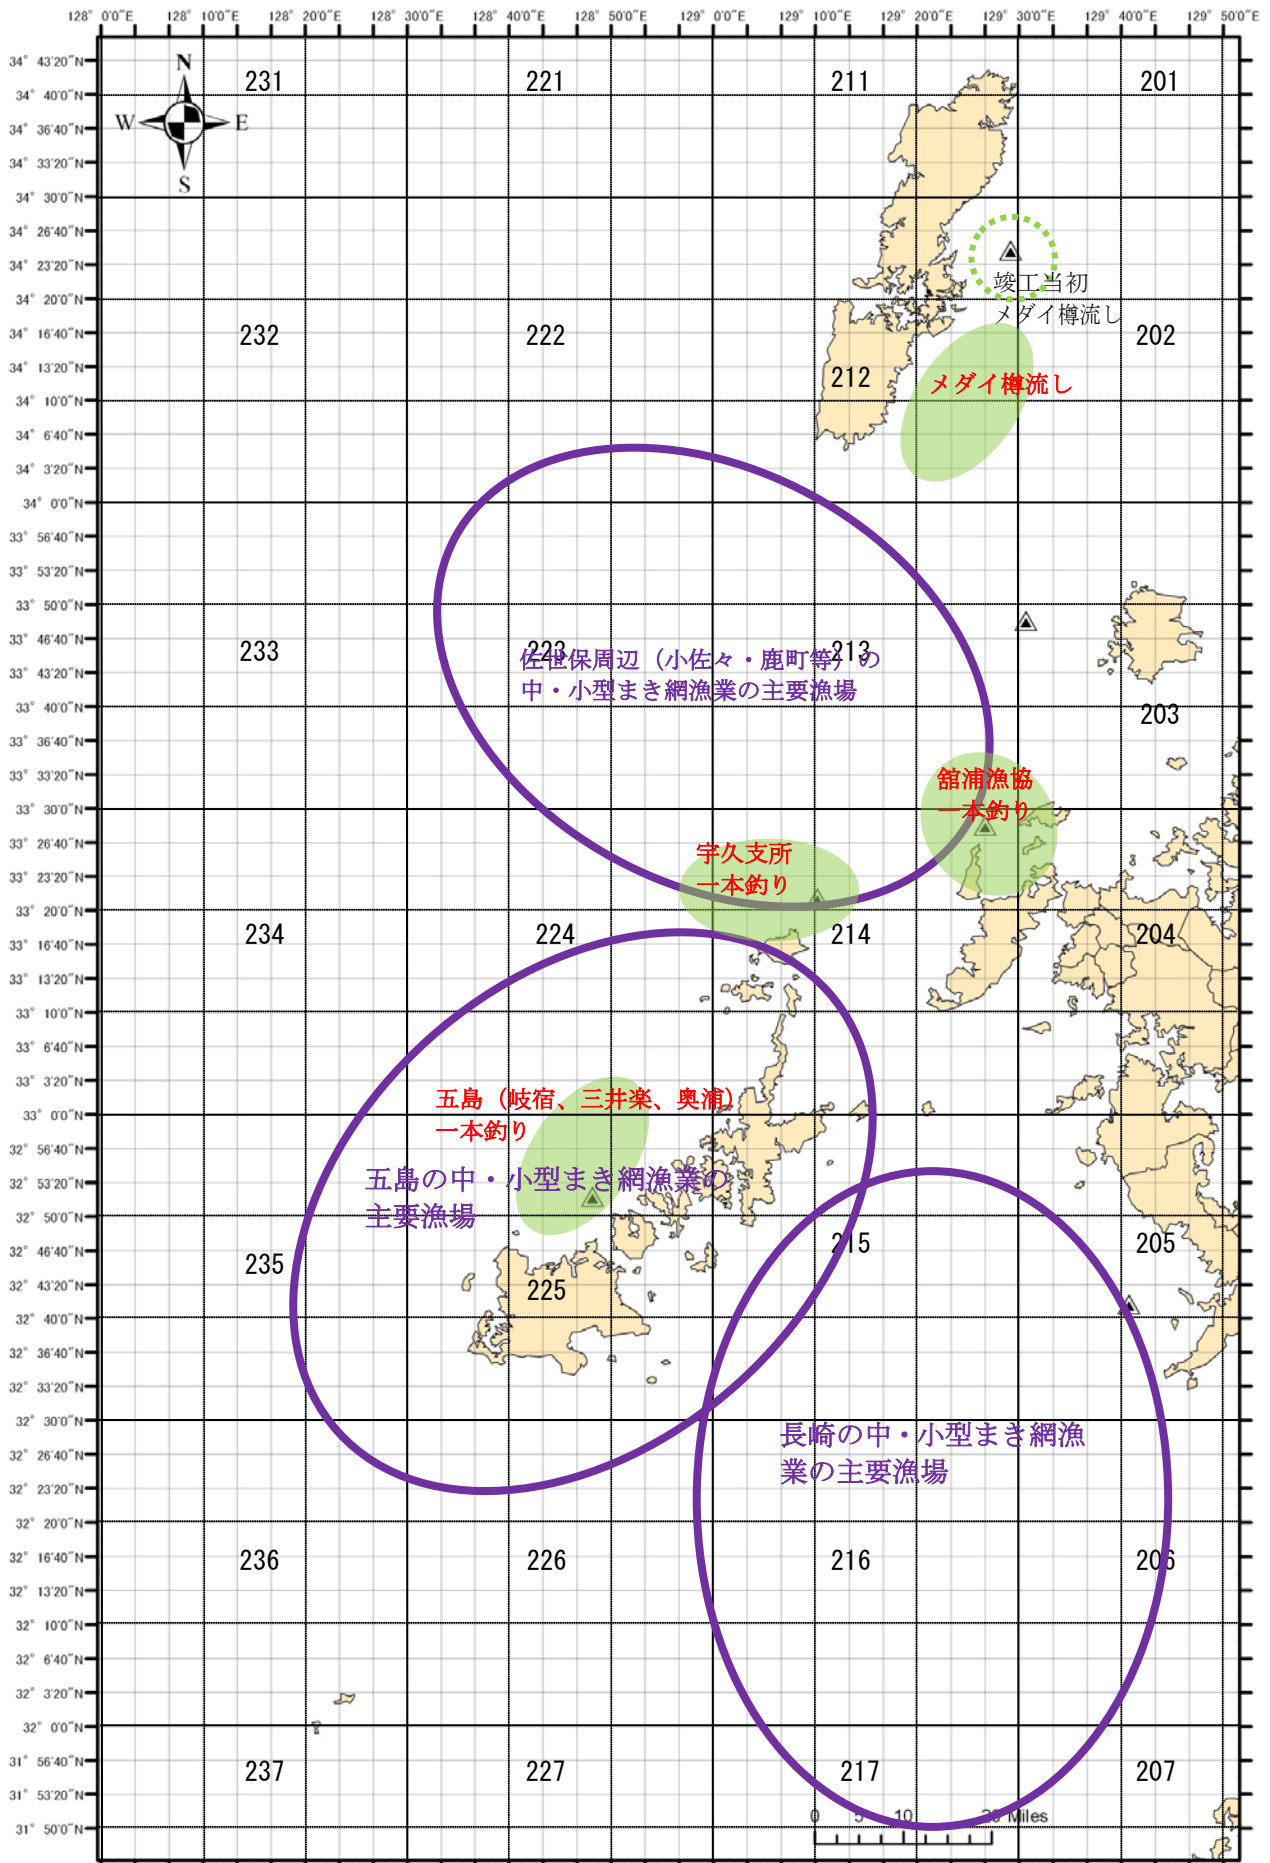 128° 0'0"E 128° 10'0"E 128° 20'0"E 128° 30'0"E 128° 40'0"E 128° 50'0"E 129° 0'0"E 129° 10'0"E 129° 20'0"E 129° 30'0"E 129° 40'0"E 129° 50'0"E
34° 43'20"N
231 221 211 201
34° 40'0"N
N
W E
S
34° 36'40"N
34° 33'20"N
34° 30'0"N
34° 26'40"N
34° 23'20"N
竣工当初
メダイ樽流し
34° 20'0"N
34° 16'40"N
232 222 212 202
34° 13'20"N
メダイ樽流し
34° 10'0"N
34° 6'40"N
34° 3'20"N
34° 0'0"N
33° 56'40"N
33° 53'20"N
33° 50'0"N
33° 46'40"N
233 223 213 203
佐世保周辺（小佐々・鹿町等）の
中・小型まき網漁業の主要漁場
33° 43'20"N
33° 40'0"N
33° 36'40"N
33° 33'20"N
舘浦漁協
一本釣り
33° 30'0"N
33° 26'40"N
宇久支所
一本釣り
33° 23'20"N
33° 20'0"N
234 224 214 204
33° 16'40"N
33° 13'20"N
33° 10'0"N
33° 6'40"N
33° 3'20"N
五島（岐宿、三井楽、奥浦）
一本釣り
33° 0'0"N
32° 56'40"N
32° 53'20"N
五島の中・小型まき網漁業の
主要漁場
32° 50'0"N
32° 46'40"N
235 225 215 205
32° 43'20"N
32° 40'0"N
32° 36'40"N
32° 33'20"N
32° 30'0"N
長崎の中・小型まき網漁
業の主要漁場
32° 26'40"N
32° 23'20"N
32° 20'0"N
32° 16'40"N
236 226 216 206
32° 13'20"N
32° 10'0"N
32° 6'40"N
32° 3'20"N
32° 0'0"N
31° 56'40"N
237 227 217 207
31° 53'20"N
31° 50'0"N
0 5 10 20 Miles